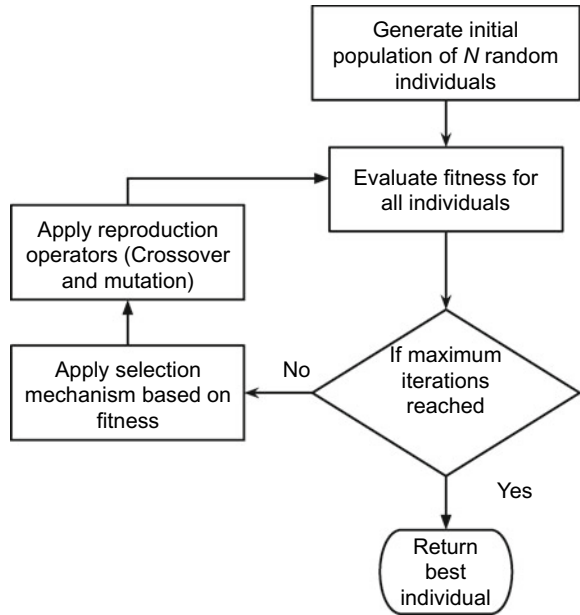 Generate initial
population of N random
individuals
Evaluate fitness for
all individuals
If maximum
iterations
reached
No
Apply selection
mechanism based on
fitness
Apply reproduction
operators (Crossover
and mutation)
Yes
Return
best
individual